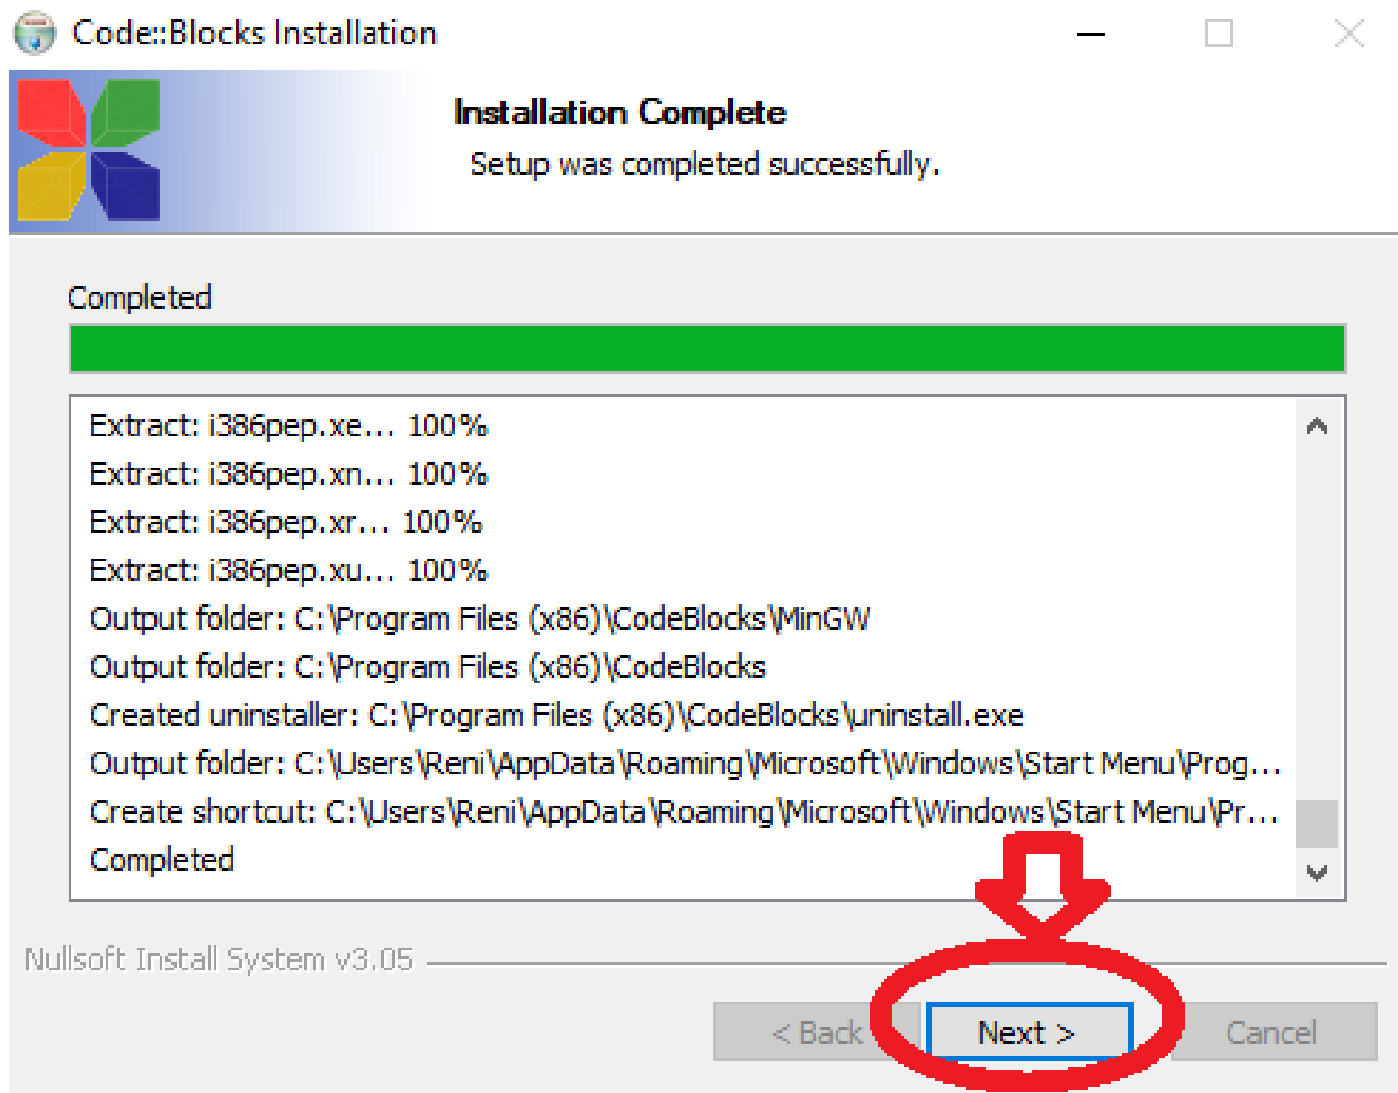 Code::Blocks Installation
Installation Complete
Setup was completed successfully.
Completed
Extract: i386pep.xe... 100%
Extract: i386pep.xn... 100%
Extract: i386pep.xr... 100%
Extract: i386pep.xu... 100%
Output folder: C:\Program Files (x86)\CodeBlocks\MinGW
Output folder: C:\Program Files (x86)\CodeBlocks
Created uninstaller: C:\Program Files (x86)\CodeBlocks\uninstall.exe
Output folder: C:\Users\Reni\AppData\Roaming\Microsoft\Windows\Start Menu\Prog...
Create shortcut: C:\Users\Reni\AppData\Roaming\Microsoft\Windows\Start Menu\Pr...
Completed
Nullsoft Install System v3.05
< Back Next > Cancel